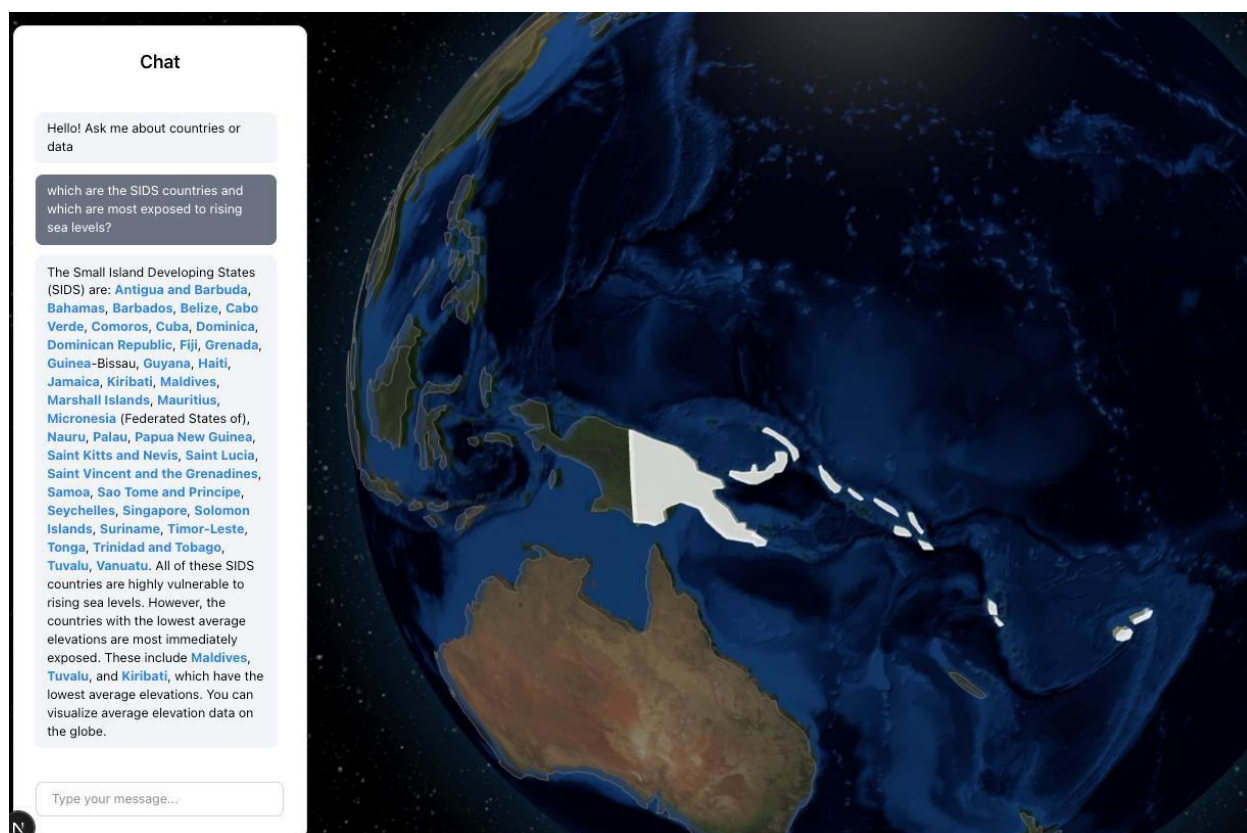 Chat
Hello! Ask me about countries or
data
which are the SIDS countries and
which are most exposed to rising
sea levels?
The Small Island Developing States
(SIDS) are: Antigua and Barbuda,
Bahamas, Barbados, Belize, Cabo
Verde, Comoros, Cuba, Dominica,
Dominican Republic, Fiji, Grenada,
Guinea-Bissau, Guyana, Haiti,
Jamaica, Kiribati, Maldives,
Marshall Islands, Mauritius,
Micronesia (Federated States of),
Nauru, Palau, Papua New Guinea,
Saint Kitts and Nevis, Saint Lucia,
Saint Vincent and the Grenadines,
Samoa, Sao Tome and Principe,
Seychelles, Singapore, Solomon
Islands, Suriname, Timor-Leste,
Tonga, Trinidad and Tobago,
Tuvalu, Vanuatu. All of these SIDS
countries are highly vulnerable to
rising sea levels. However, the
countries with the lowest average
elevations are most immediately
exposed. These include Maldives,
Tuvalu, and Kiribati, which have the
lowest average elevations. You can
visualize average elevation data on
the globe.
Type your message...
N